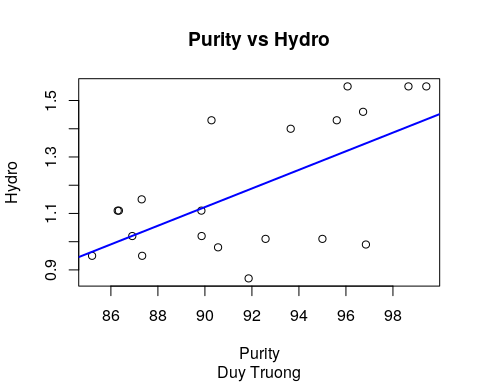 Purity vs Hydro
Hydro
1.5
1.3
1.1
0.9
86 88 90 92 94 96 98
Purity
Duy Truong